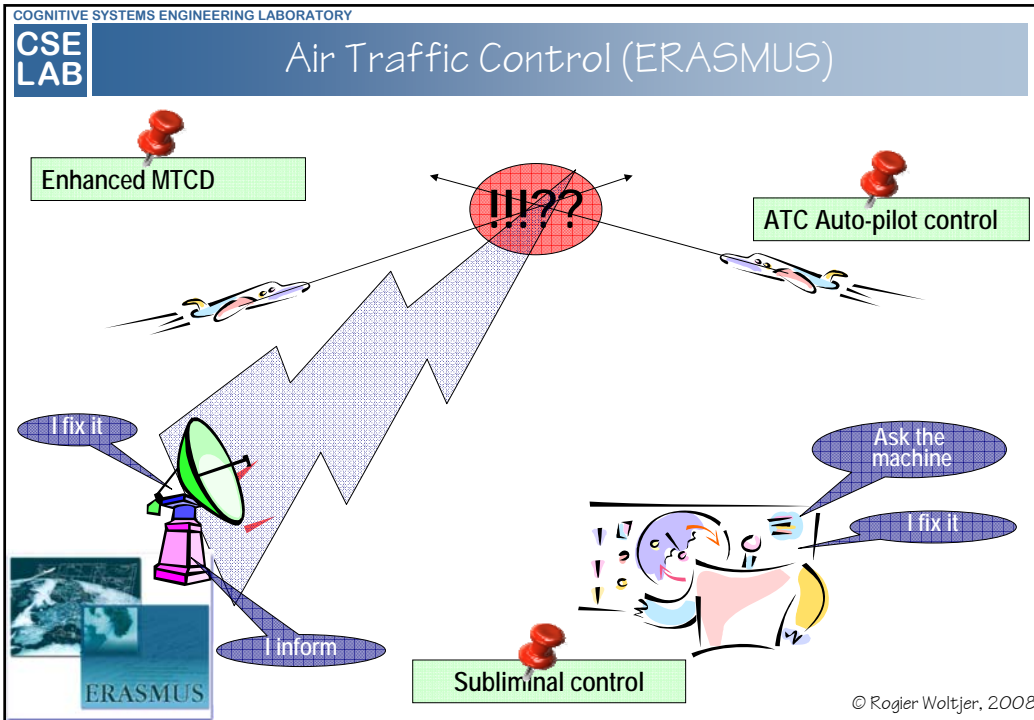 COGNITIVE SYSTEMS ENGINEERING LABORATORY
CSE
LAB
Air Traffic Control (ERASMUS)
Enhanced MTCD
!!!??
ATC Auto-pilot control
I fix it
Ask the
machine
I fix it
I inform
ERASMUS
Subliminal control
© Rogier Woltjer, 2008